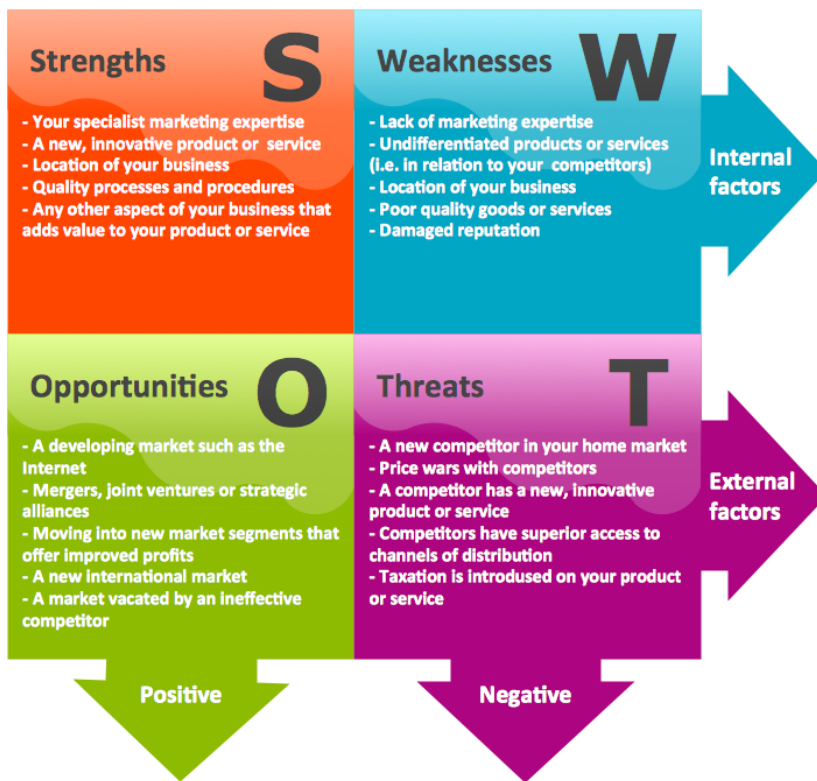 Strengths
S
- Your specialist marketing expertise
- A new, innovative product or  service
- Location of your business
- Quality processes and procedures
- Any other aspect of your business that
adds value to your product or service
Weaknesses
W
- Lack of marketing expertise
- Undifferentiated products or services
(i.e. in relation to your competitors)
- Location of your business
- Poor quality goods or services
- Damaged reputation
Internal
factors
Opportunities
O
- A developing market such as the
Internet
- Mergers, joint ventures or strategic
alliances
- Moving into new market segments that
offer improved profits
- A new international market
- A market vacated by an ineffective
competitor
Threats
T
- A new competitor in your home market
- Price wars with competitors
- A competitor has a new, innovative
product or service
- Competitors have superior access to
channels of distribution
- Taxation is introdused on your product
or service
External
factors
Positive
Negative